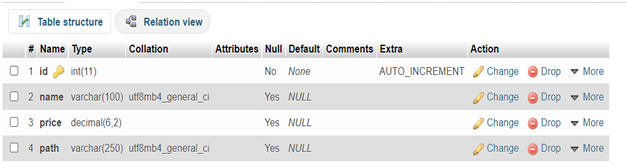 Table structure Relation view
# Name Type Collation Attributes Null Default Comments Extra Action
1 id int(11) No None AUTO_INCREMENT Change Drop More
2 name varchar(100) utf8mb4_general_ci Yes NULL Change Drop More
3 price decimal(6,2) Yes NULL Change Drop More
4 path varchar(250) utf8mb4_general_ci Yes NULL Change Drop More